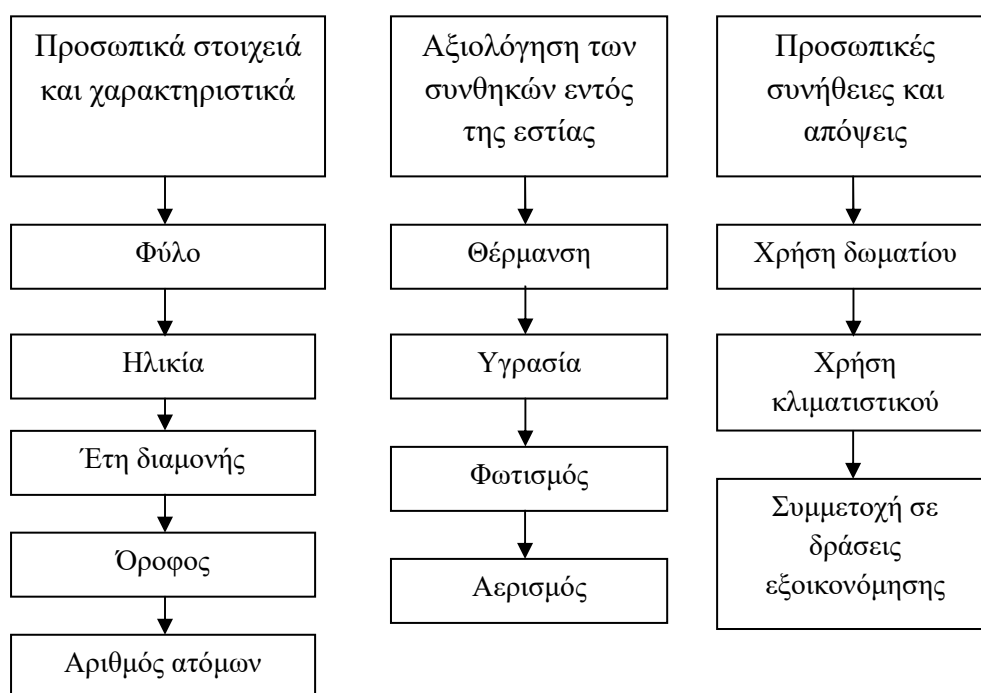 Προσωπικά στοιχειά
και χαρακτηριστικά
Φύλο
Ηλικία
Έτη διαμονής
Όροφος
Αριθμός ατόμων
Αξιολόγηση των
συνθηκών εντός
της εστίας
Θέρμανση
Υγρασία
Φωτισμός
Αερισμός
Προσωπικές
συνήθειες και
απόψεις
Χρήση δωματίου
Χρήση
κλιματιστικού
Συμμετοχή σε
δράσεις
εξοικονόμησης